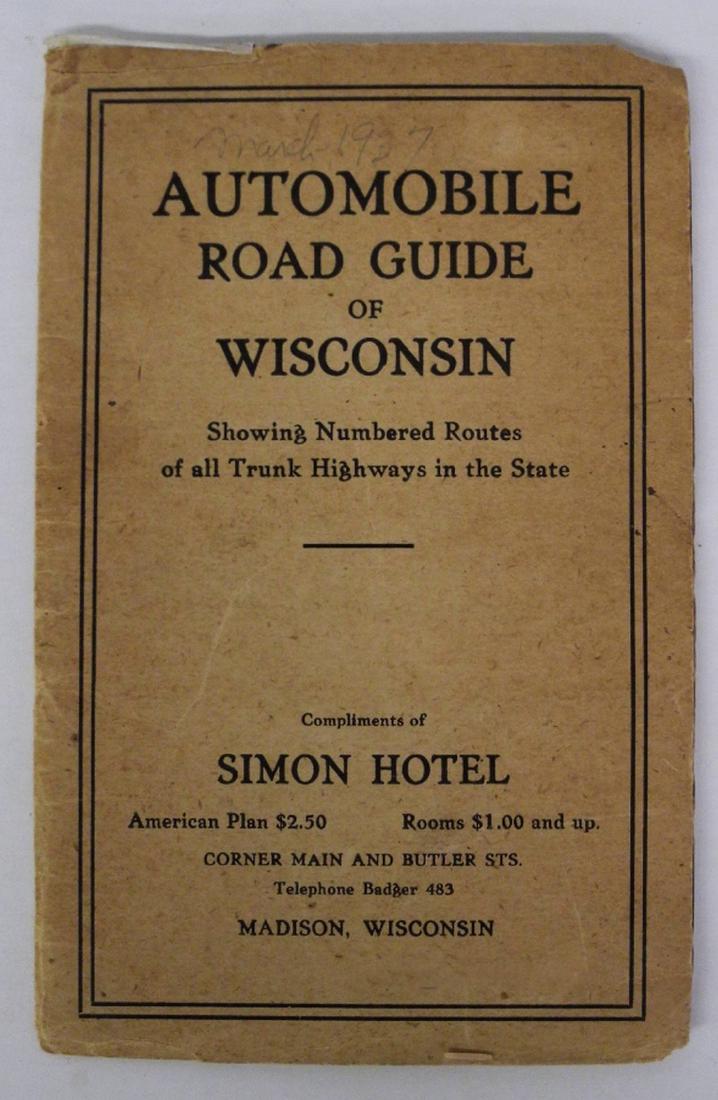 March 1927
AUTOMOBILE
ROAD GUIDE
OF
WISCONSIN
Showing Numbered Routes
of all Trunk Highways in the State
Compliments of
SIMON HOTEL
American Plan $2.50 Rooms $1.00 and up.
CORNER MAIN AND BUTLER STS.
Telephone Badger 483
MADISON, WISCONSIN